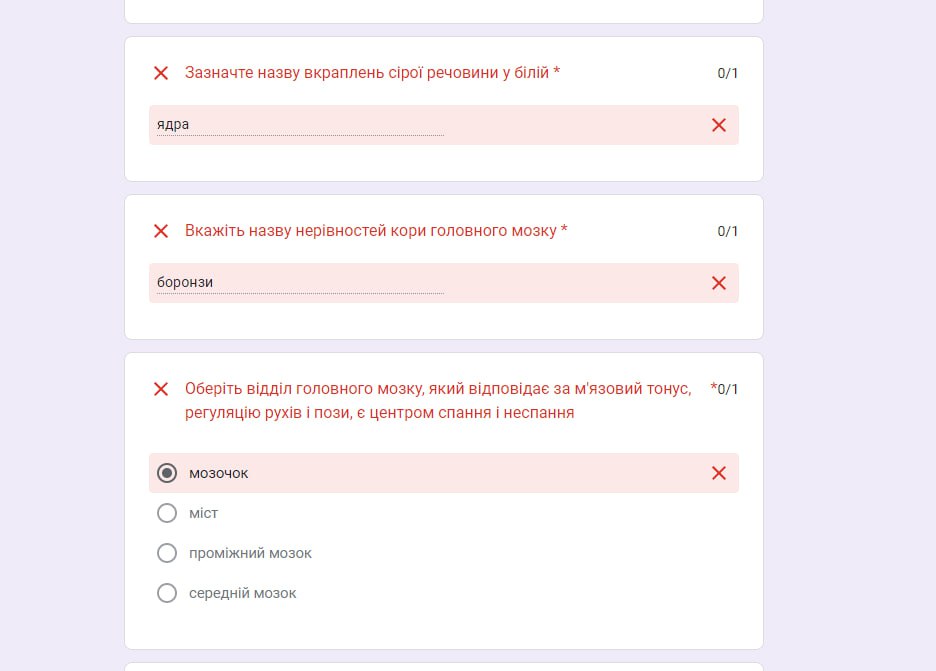 Зазначте назву вкраплень сірої речовини у білій *
0/1
ядра
Вкажіть назву нерівностей кори головного мозку *
0/1
боронзи
Оберіть відділ головного мозку, який відповідає за м'язовий тонус, *0/1
регуляцію рухів і пози, є центром спання і неспання
мозочок
міст
проміжний мозок
середній мозок